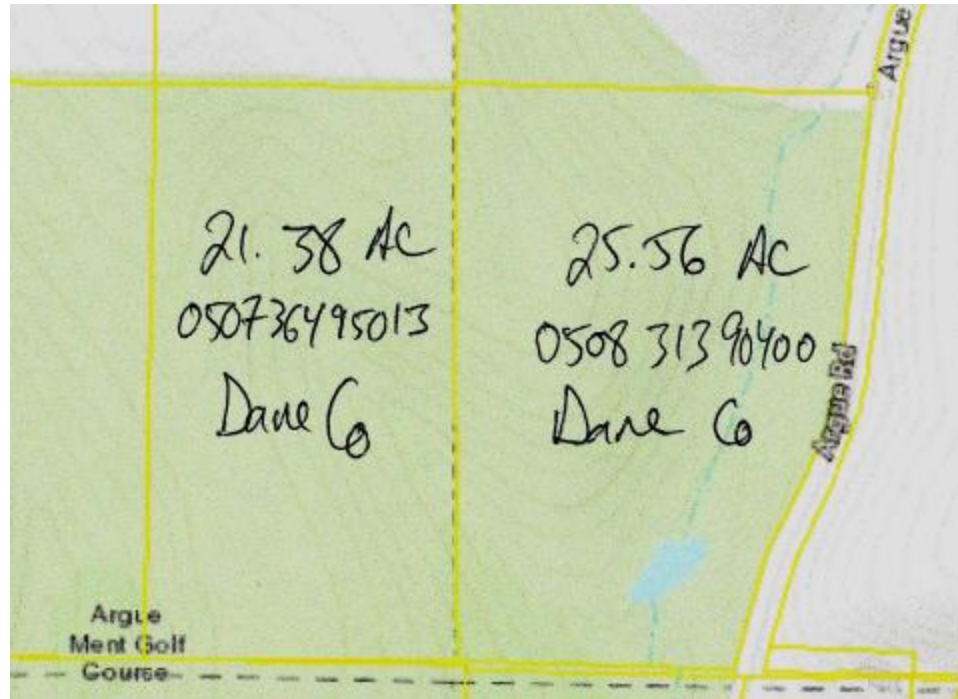 Argue
21. 38 AC
050736495013
Dane Co
25.56 AC
0508 313 90400
Dane Co
Argue Rd
Argue
Ment Golf
Course